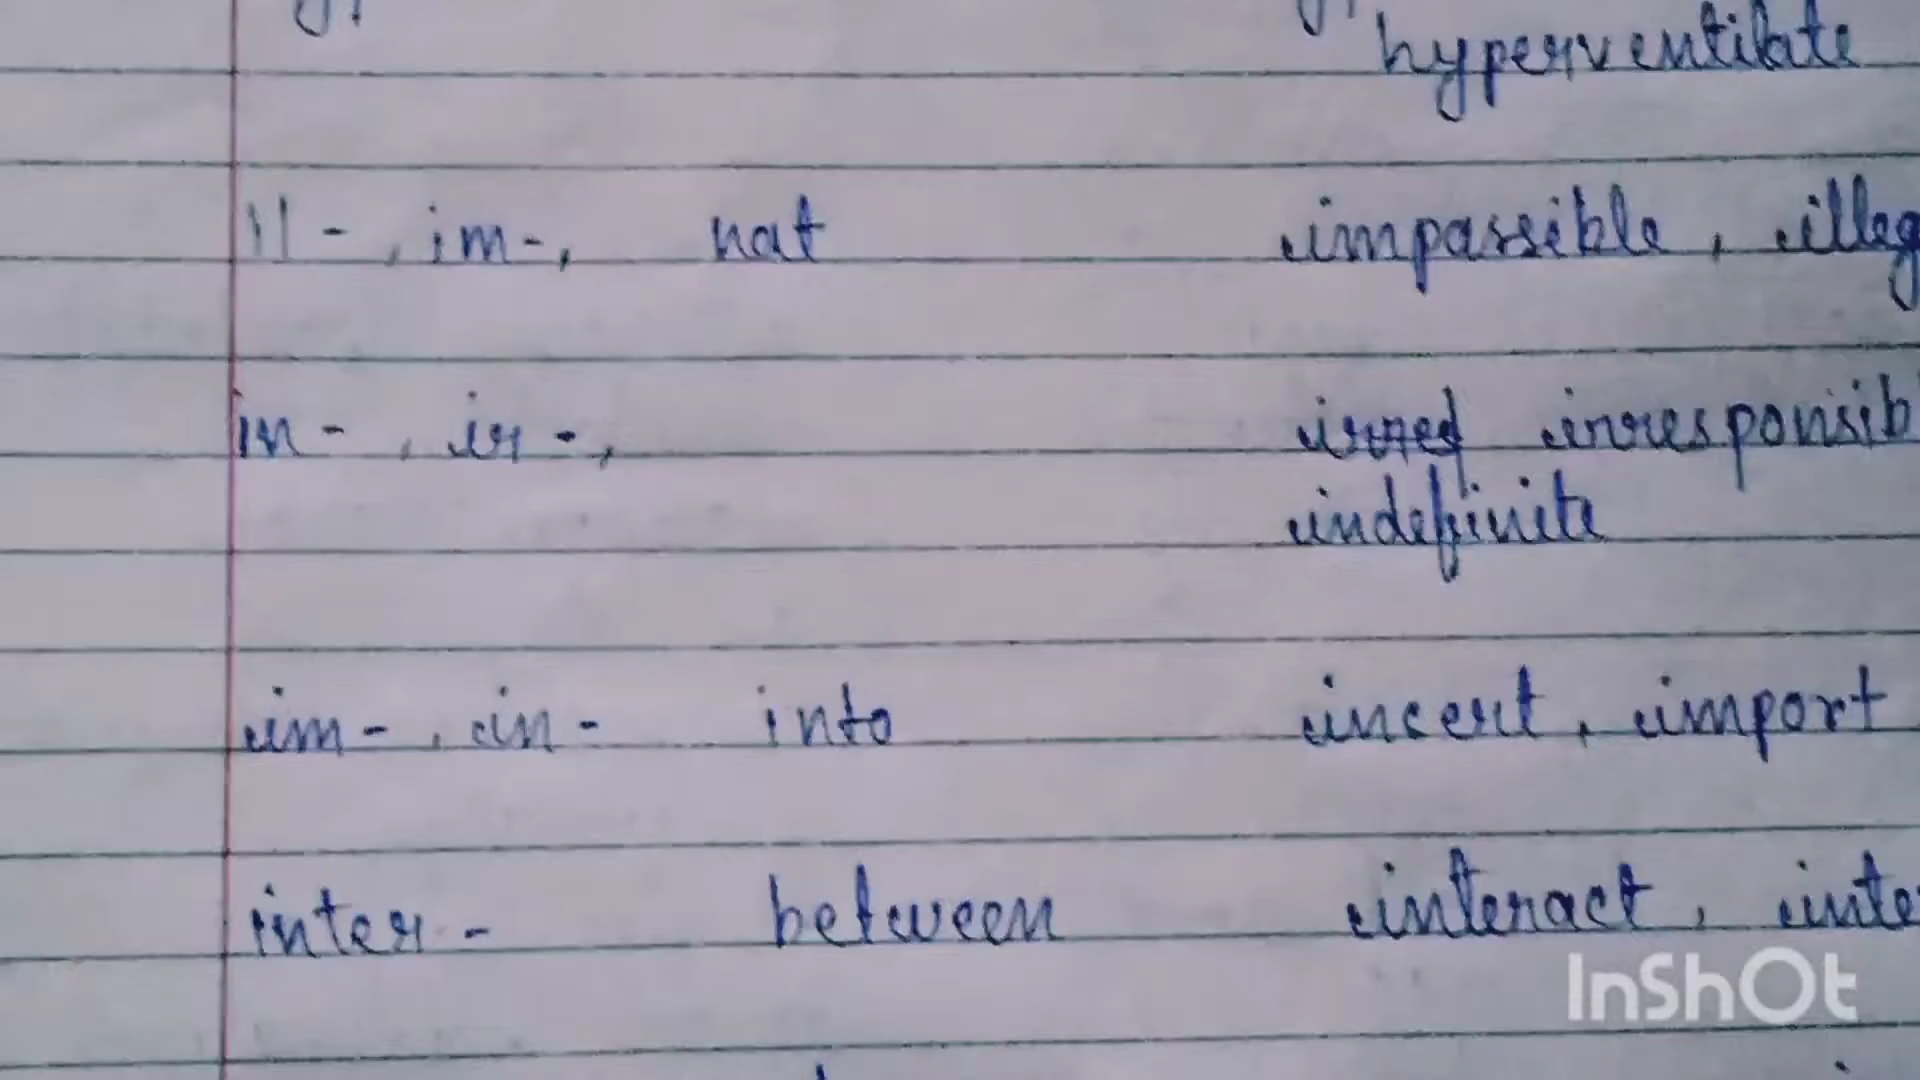 hyperventilate
il-, im-, not impossible, illeg
in-, ir-, irresponsib
indefinite
im-, in- into incert, import
inter- between interact, inte
InShOt